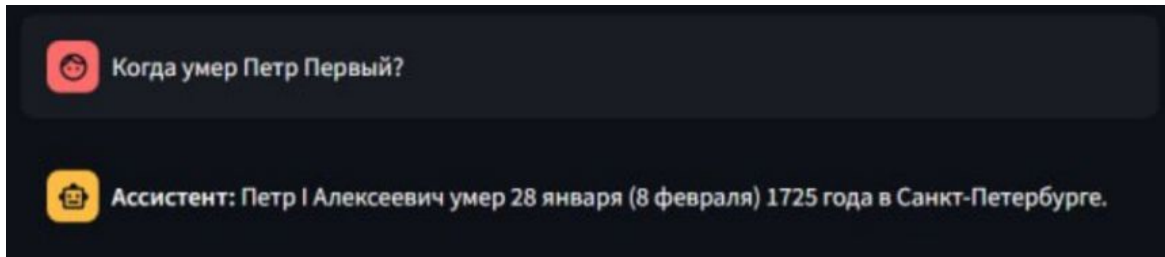 Когда умер Петр Первый?
Ассистент: Петр I Алексеевич умер 28 января (8 февраля) 1725 года в Санкт-Петербурге.